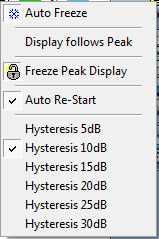 Auto Freeze
Display follows Peak
Freeze Peak Display
Auto Re-Start
Hysteresis 5dB
Hysteresis 10dB
Hysteresis 15dB
Hysteresis 20dB
Hysteresis 25dB
Hysteresis 30dB